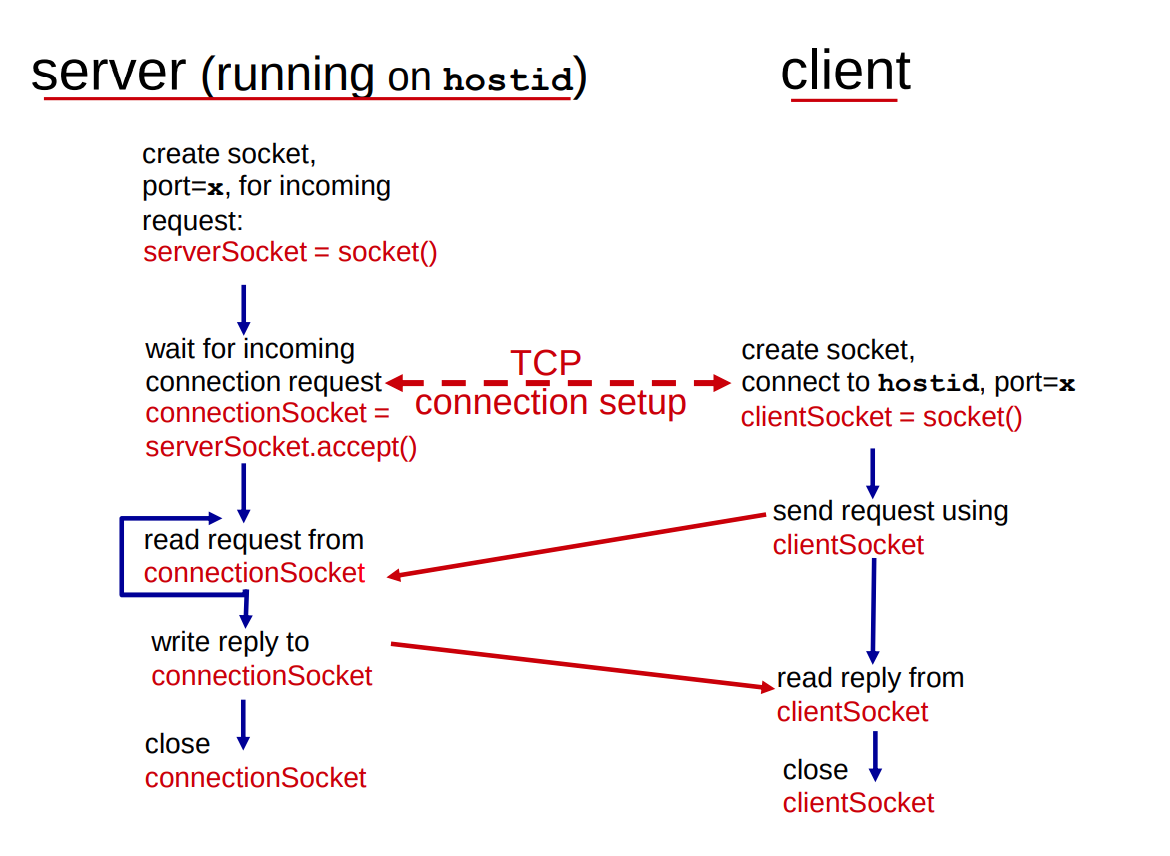 server (running on hostid)
client
create socket,
port=x, for incoming
request:
serverSocket = socket()
wait for incoming
connection request
connectionSocket =
serverSocket.accept()
TCP
connection setup
create socket,
connect to hostid, port=x
clientSocket = socket()
send request using
clientSocket
read request from
connectionSocket
write reply to
connectionSocket
read reply from
clientSocket
close
connectionSocket
close
clientSocket